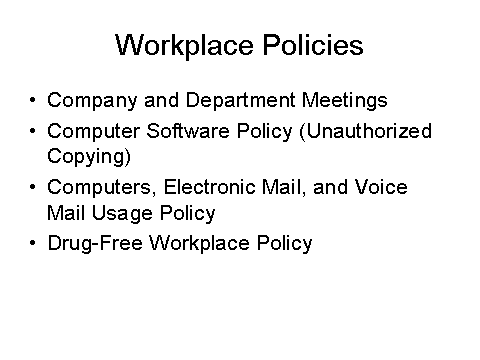 Workplace Policies
• Company and Department Meetings
• Computer Software Policy (Unauthorized
Copying)
• Computers, Electronic Mail, and Voice
Mail Usage Policy
• Drug-Free Workplace Policy